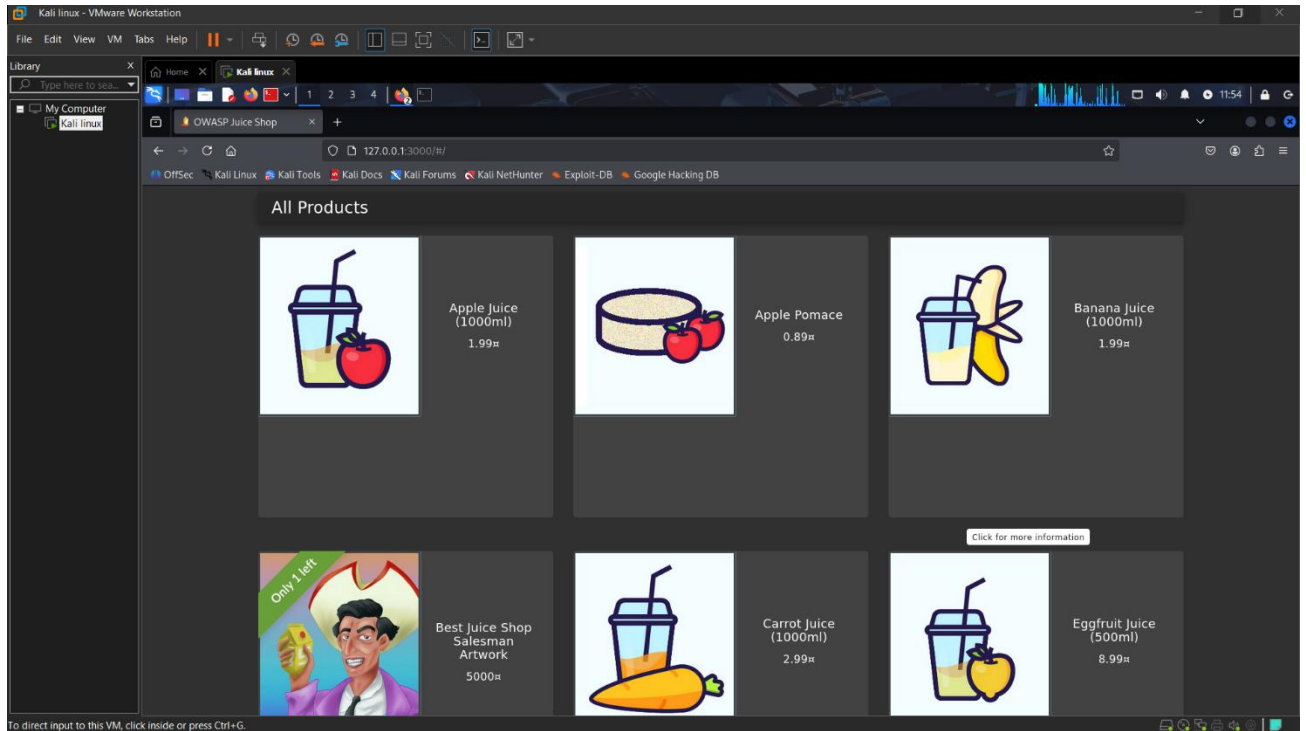 Kali linux - VMware Workstation
File Edit View VM Tabs Help
Library
Type here to sea...
My Computer
Kali linux
Home
Kali linux
1 2 3 4
11:54
OWASP Juice Shop
127.0.0.1:3000/#/
OffSec Kali Linux Kali Tools Kali Docs Kali Forums Kali NetHunter Exploit-DB Google Hacking DB
All Products
Apple Juice
(1000ml)
1.99¤
Apple Pomace
0.89¤
Banana Juice
(1000ml)
1.99¤
Click for more information
Only 1 left
Best Juice Shop
Salesman
Artwork
5000¤
Carrot Juice
(1000ml)
2.99¤
Eggfruit Juice
(500ml)
8.99¤
To direct input to this VM, click inside or press Ctrl+G.